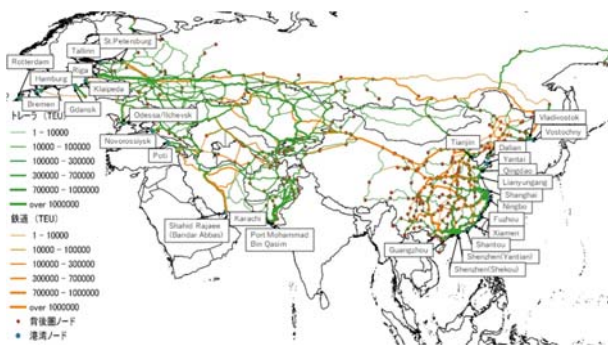 St.Petersburg
Tallinn
Rotterdam
Riga
Hamburg
Klaipeda
Bremen
Gdansk
トレーラ (TEU)
1 - 10000
10000 - 100000
100000 - 300000
300000 - 700000
700000 - 1000000
over 1000000
鉄道 (TEU)
1 - 10000
10000 - 100000
100000 - 300000
300000 - 700000
700000 - 1000000
over 1000000
背後圏ノード
港湾ノード
Odessa/Ilichevsk
Novorossiysk
Poti
Shahid Rajaee
(Bandar Abbas)
Karachi
Port Mohammad
Bin Qasim
Vladivostok
Vostochny
Tianjin
Dalian
Yantai
Qingdao
Lianyungang
Shanghai
Ningbo
Fuzhou
Xiamen
Shantou
Guangzhou
Shenzhen(Yantian)
Shenzhen(Shekou)